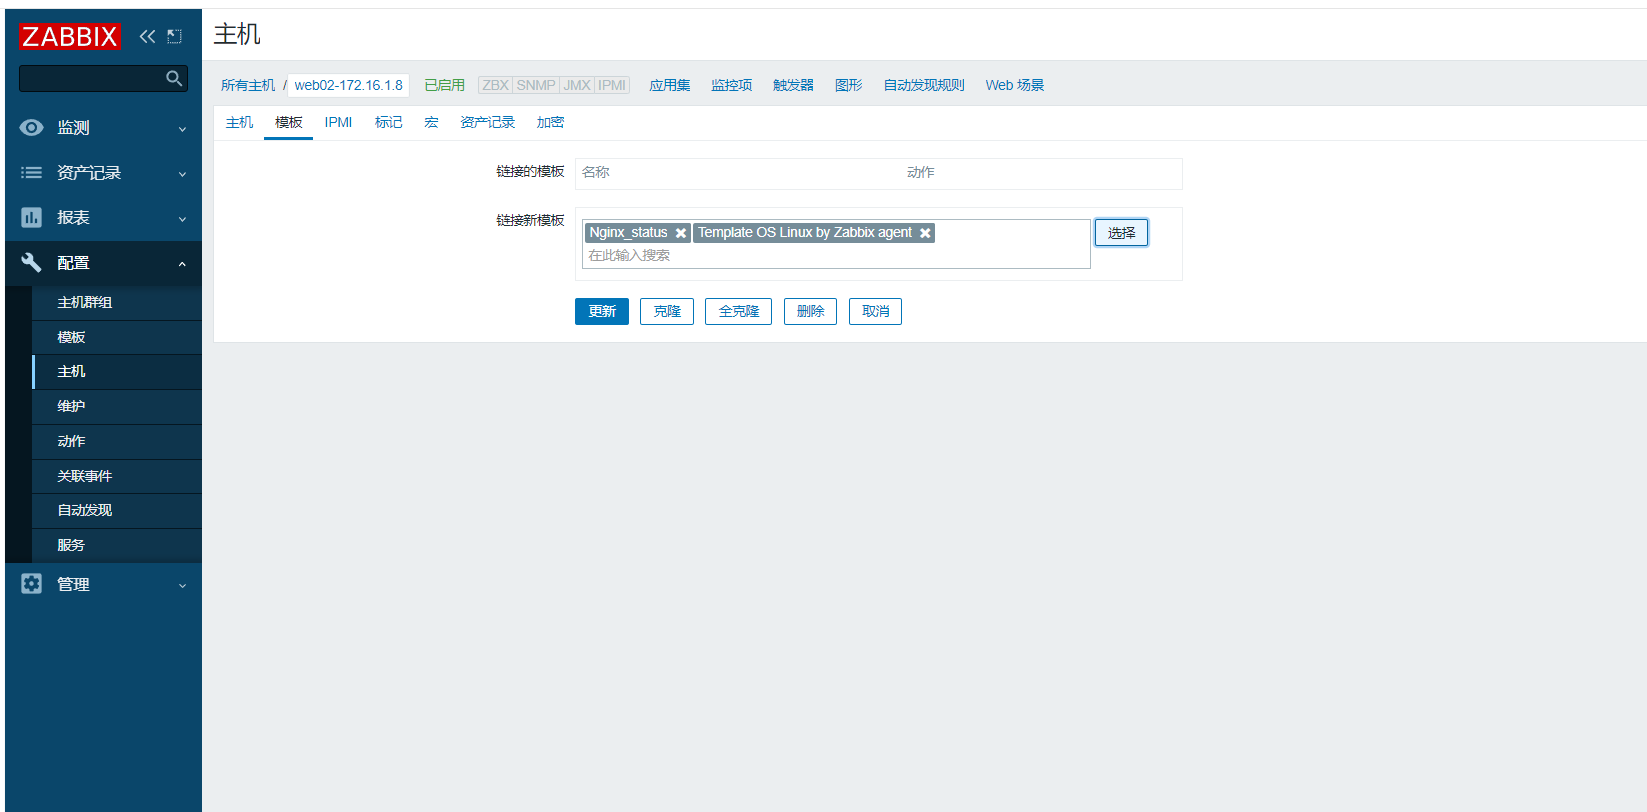 ZABBIX
监测
资产记录
报表
配置
主机群组
模板
主机
维护
动作
关联事件
自动发现
服务
管理
主机
所有主机 / web02-172.16.1.8 已启用 ZBX SNMP JMX IPMI 应用集 监控项 触发器 图形 自动发现规则 Web 场景
主机 模板 IPMI 标记 宏 资产记录 加密
链接的模板 名称 动作
链接新模板 Nginx_status Template OS Linux by Zabbix agent 选择
在此输入搜索
更新 克隆 全克隆 删除 取消